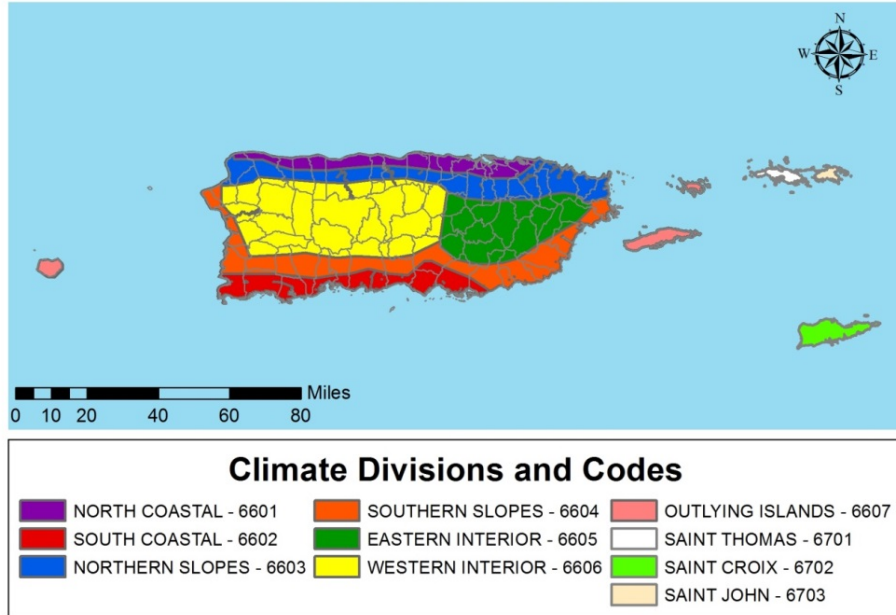 N
W E
S
Miles
0 10 20 40 60 80
Climate Divisions and Codes
NORTH COASTAL - 6601
SOUTH COASTAL - 6602
NORTHERN SLOPES - 6603
SOUTHERN SLOPES - 6604
EASTERN INTERIOR - 6605
WESTERN INTERIOR - 6606
OUTLYING ISLANDS - 6607
SAINT THOMAS - 6701
SAINT CROIX - 6702
SAINT JOHN - 6703